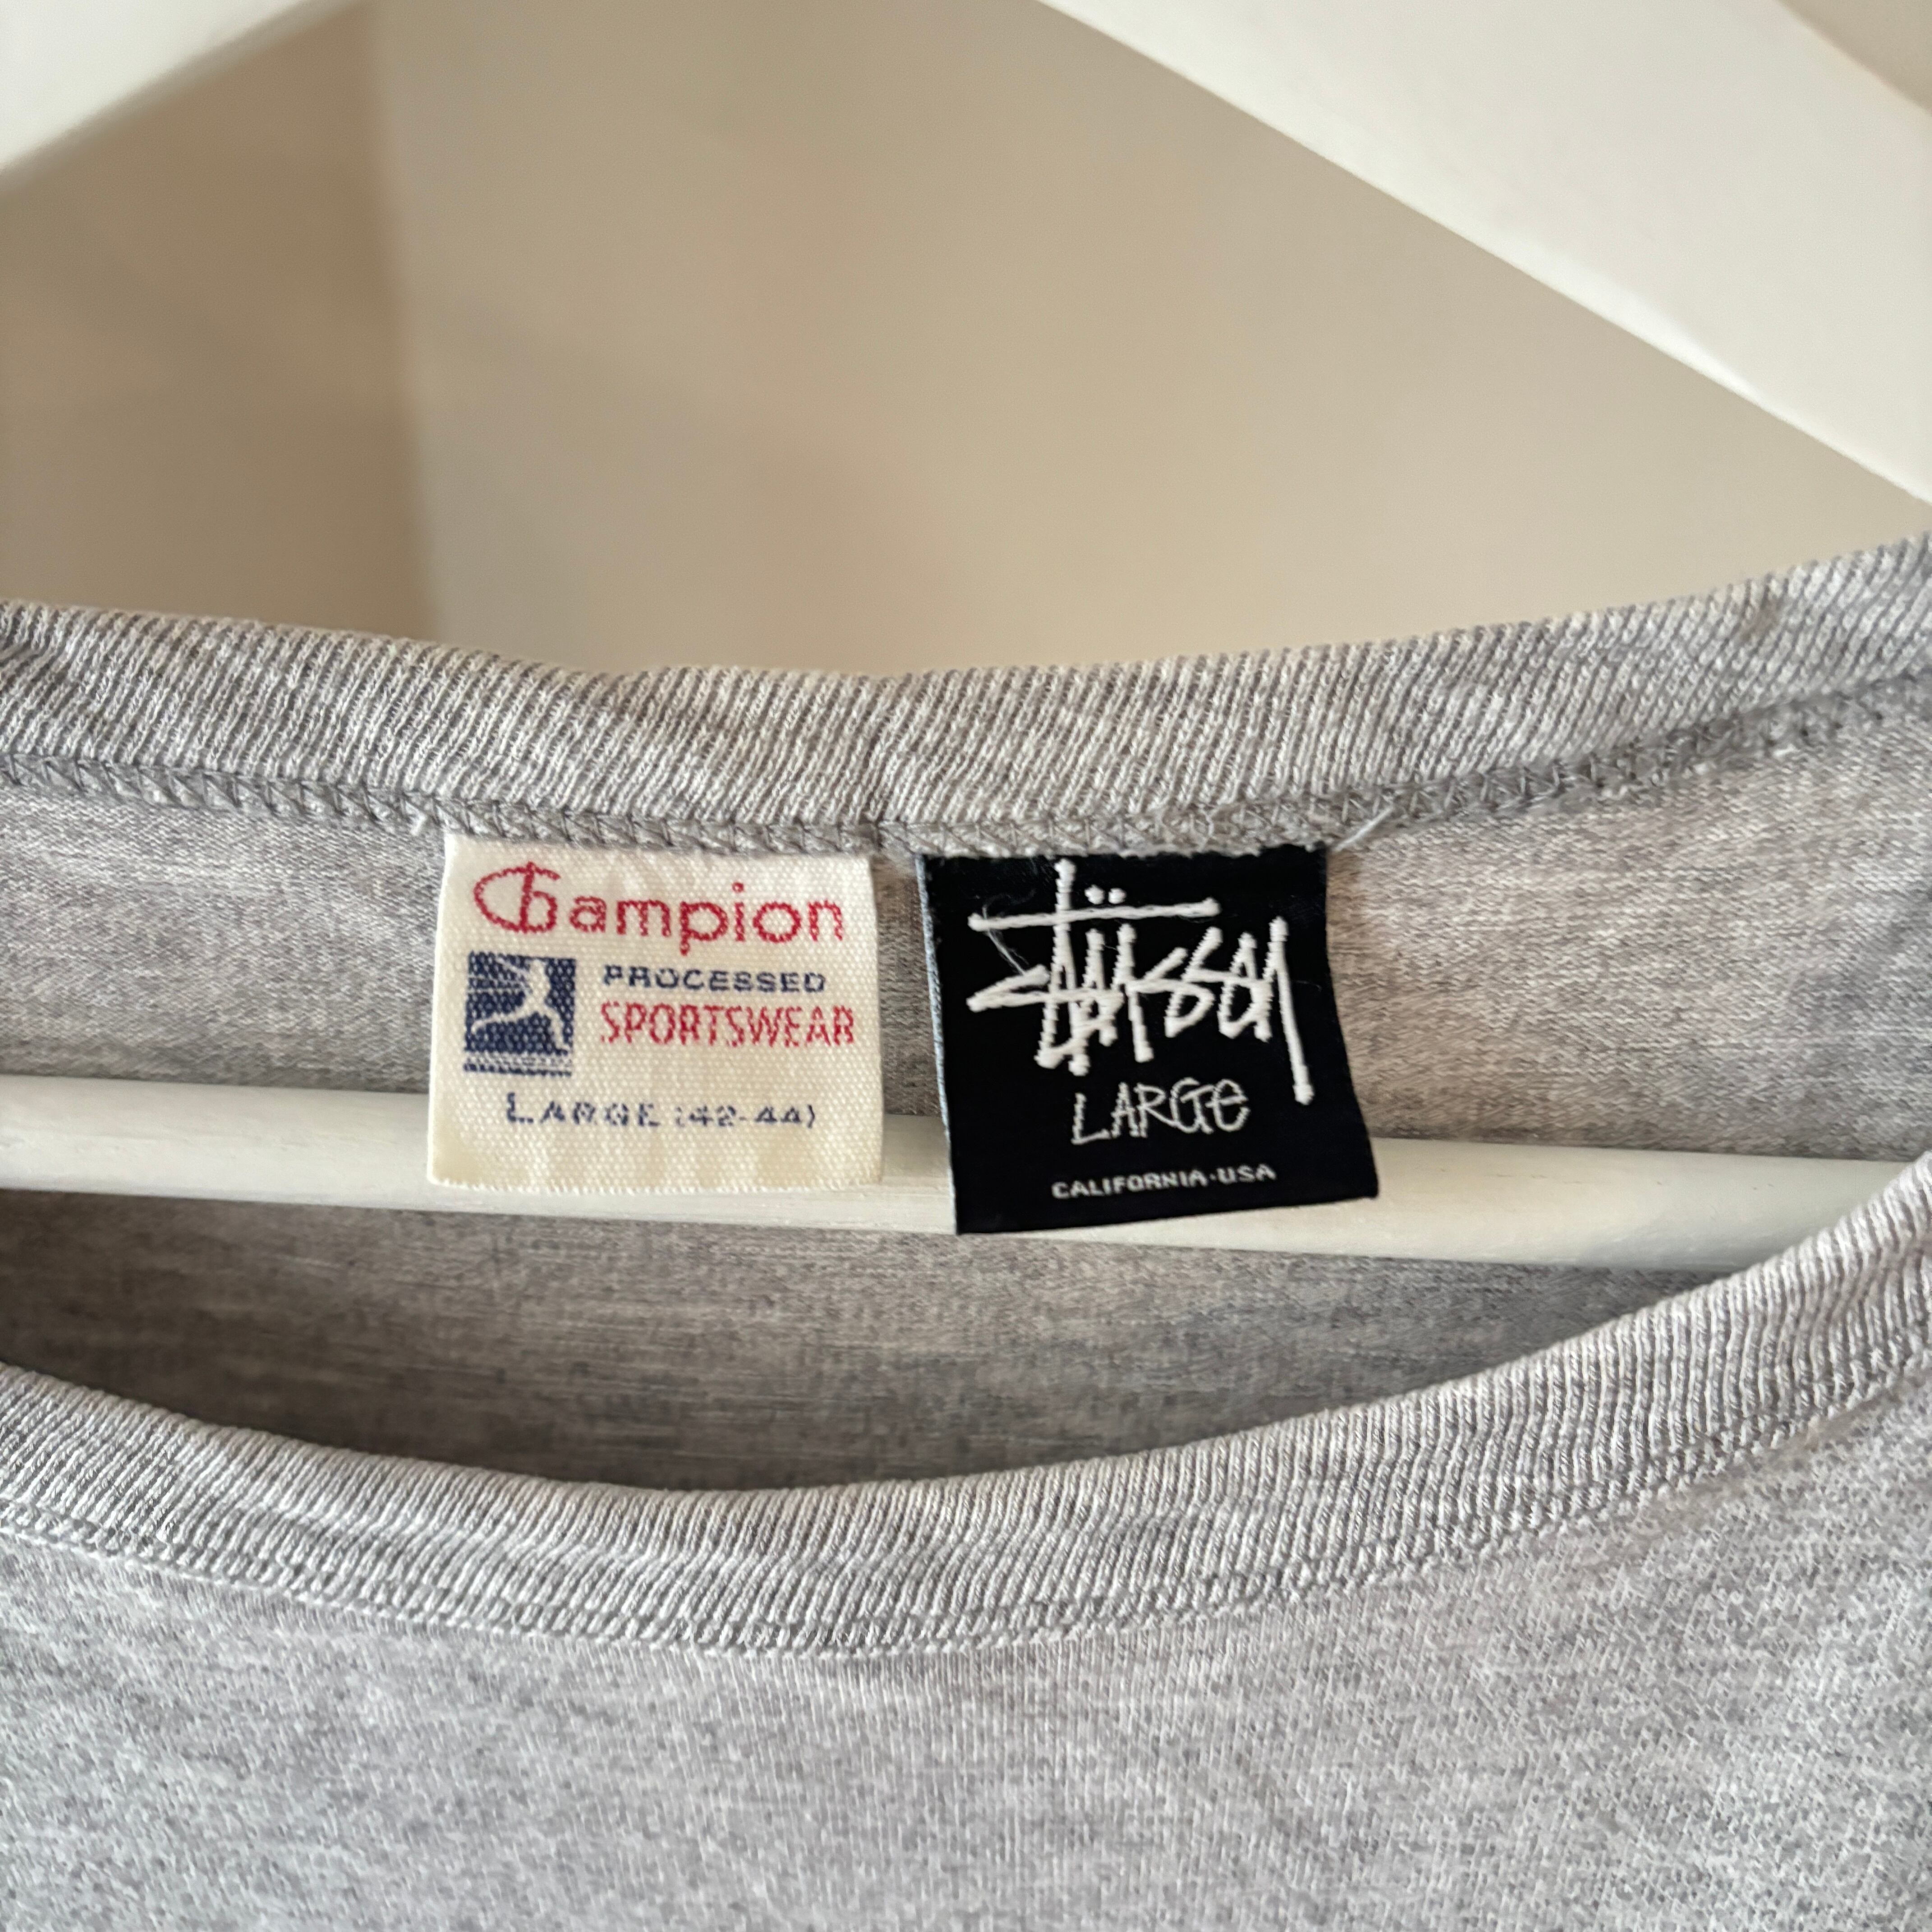 Champion
PROCESSED
SPORTSWEAR
LARGE (42-44)
Stüssy
LARGE
CALIFORNIA·USA